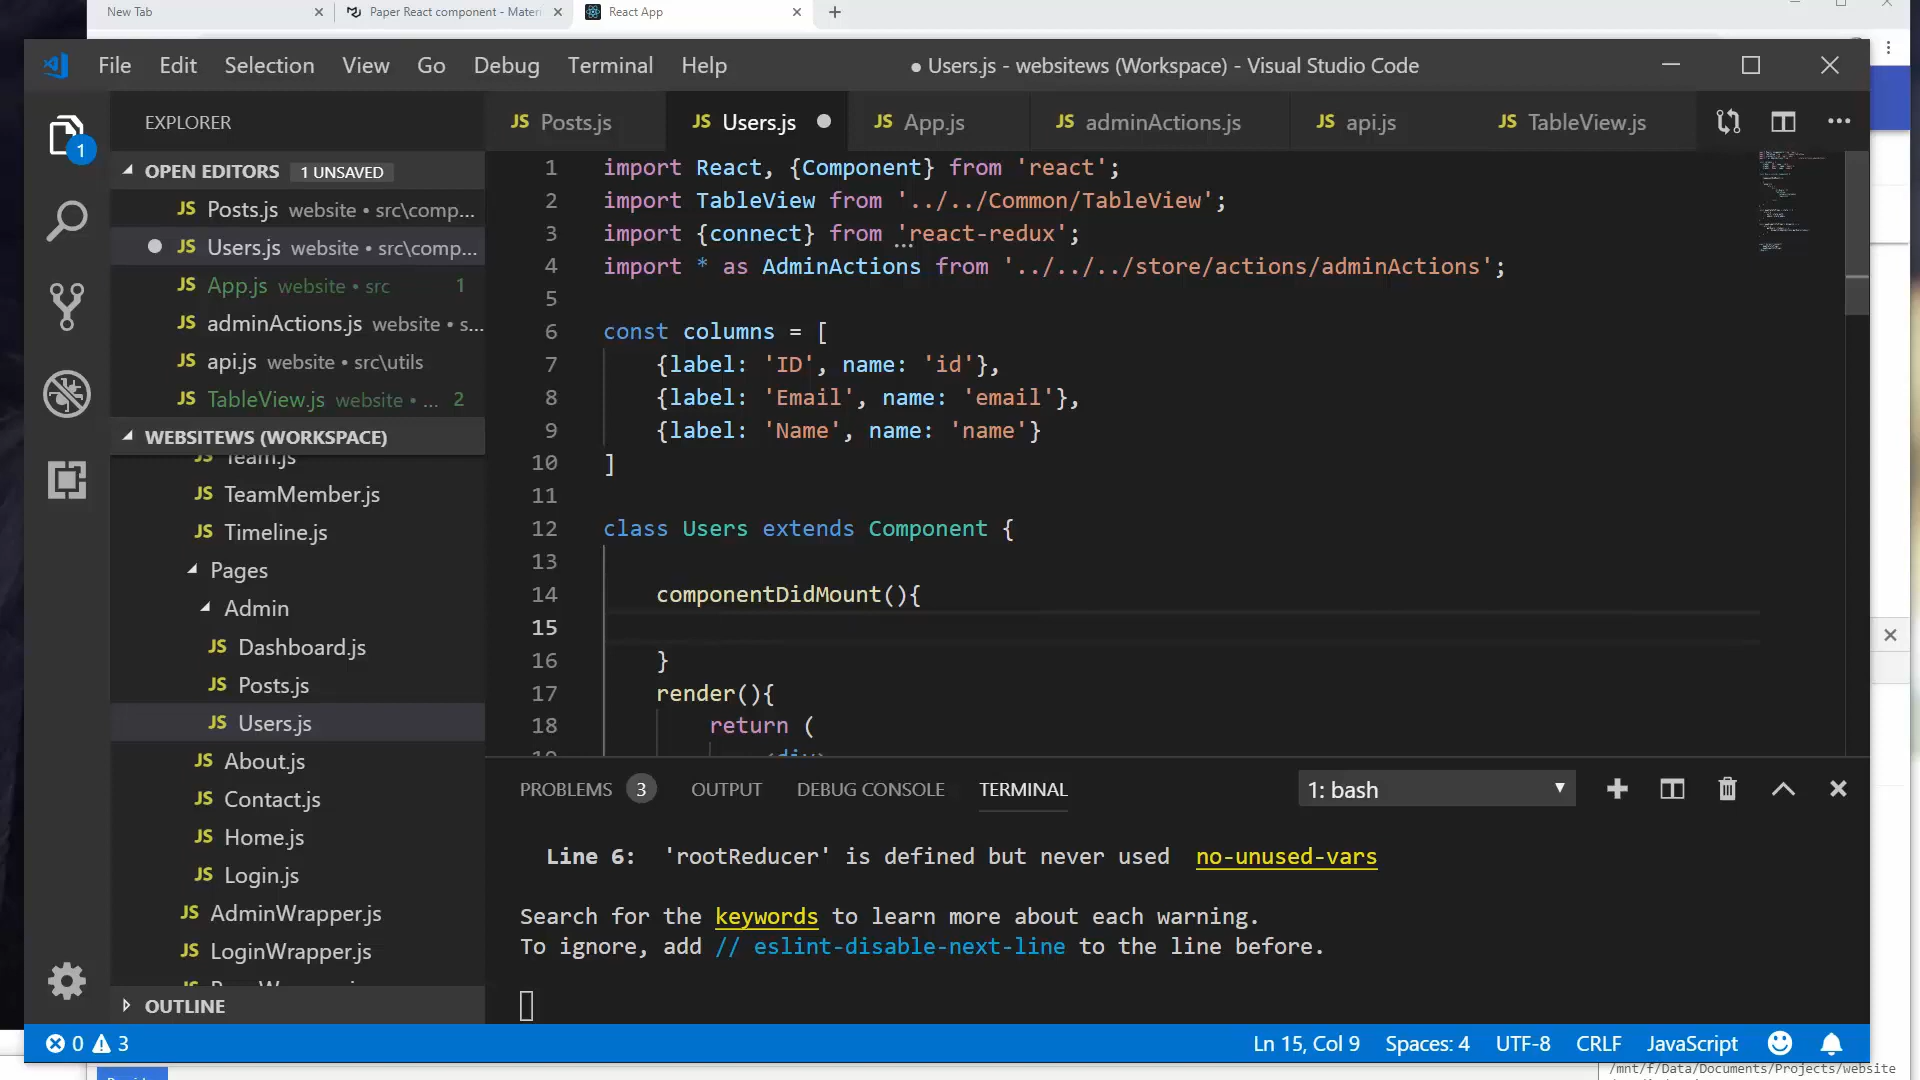 New Tab
Paper React component - Materi
React App
File Edit Selection View Go Debug Terminal Help
● Users.js - websitews (Workspace) - Visual Studio Code
EXPLORER
1
OPEN EDITORS 1 UNSAVED
JS Posts.js website • src\comp...
JS Users.js website • src\comp...
JS App.js website • src 1
JS adminActions.js website • s...
JS api.js website • src\utils
JS TableView.js website • ... 2
WEBSITEWS (WORKSPACE)
JS Team.js
JS TeamMember.js
JS Timeline.js
Pages
Admin
JS Dashboard.js
JS Posts.js
JS Users.js
JS About.js
JS Contact.js
JS Home.js
JS Login.js
JS AdminWrapper.js
JS LoginWrapper.js
OUTLINE
JS Posts.js JS Users.js JS App.js JS adminActions.js JS api.js JS TableView.js
1 import React, {Component} from 'react';
2 import TableView from '../../Common/TableView';
3 import {connect} from 'react-redux';
4 import * as AdminActions from '../../../store/actions/adminActions';
5
6 const columns = [
7 {label: 'ID', name: 'id'},
8 {label: 'Email', name: 'email'},
9 {label: 'Name', name: 'name'}
10 ]
11
12 class Users extends Component {
13
14 componentDidMount(){
15
16 }
17 render(){
18 return (
19 <div>
PROBLEMS 3 OUTPUT DEBUG CONSOLE TERMINAL 1: bash
Line 6: 'rootReducer' is defined but never used no-unused-vars
Search for the keywords to learn more about each warning.
To ignore, add // eslint-disable-next-line to the line before.
0 3
Ln 15, Col 9 Spaces: 4 UTF-8 CRLF JavaScript
/mnt/f/Data/Documents/Projects/website